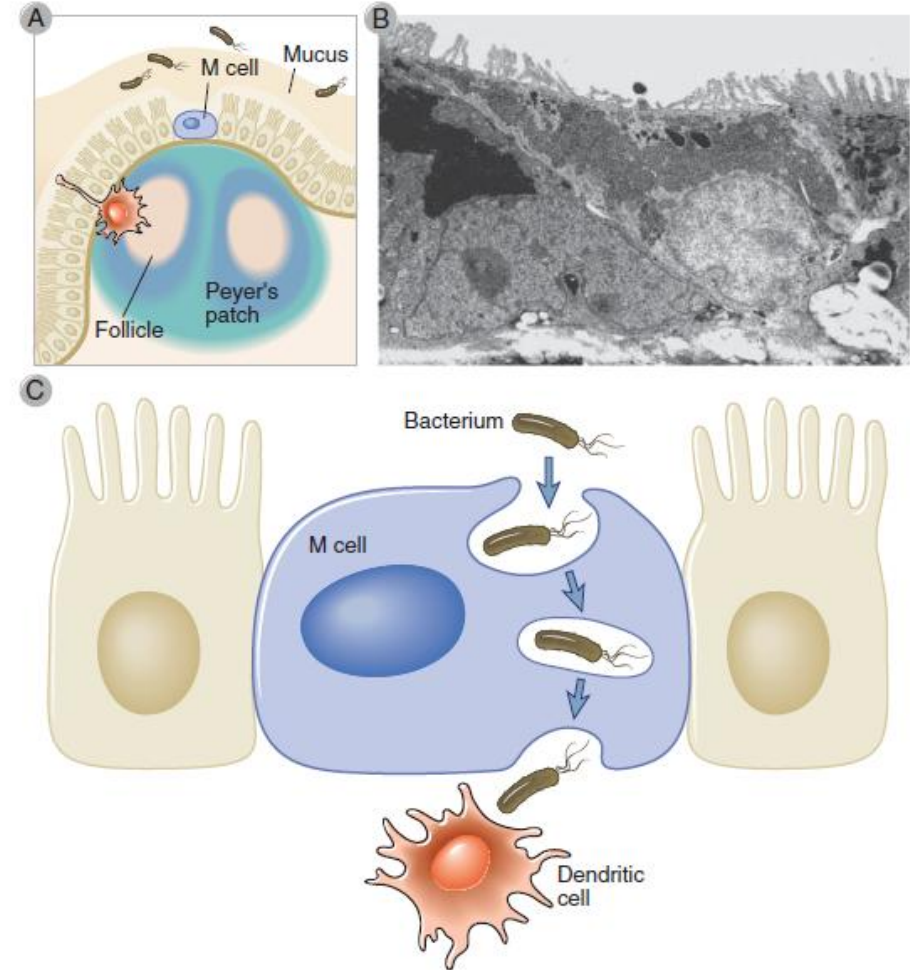 A
B
Mucus
M cell
Peyer's
patch
Follicle
C
Bacterium
M cell
Dendritic
cell